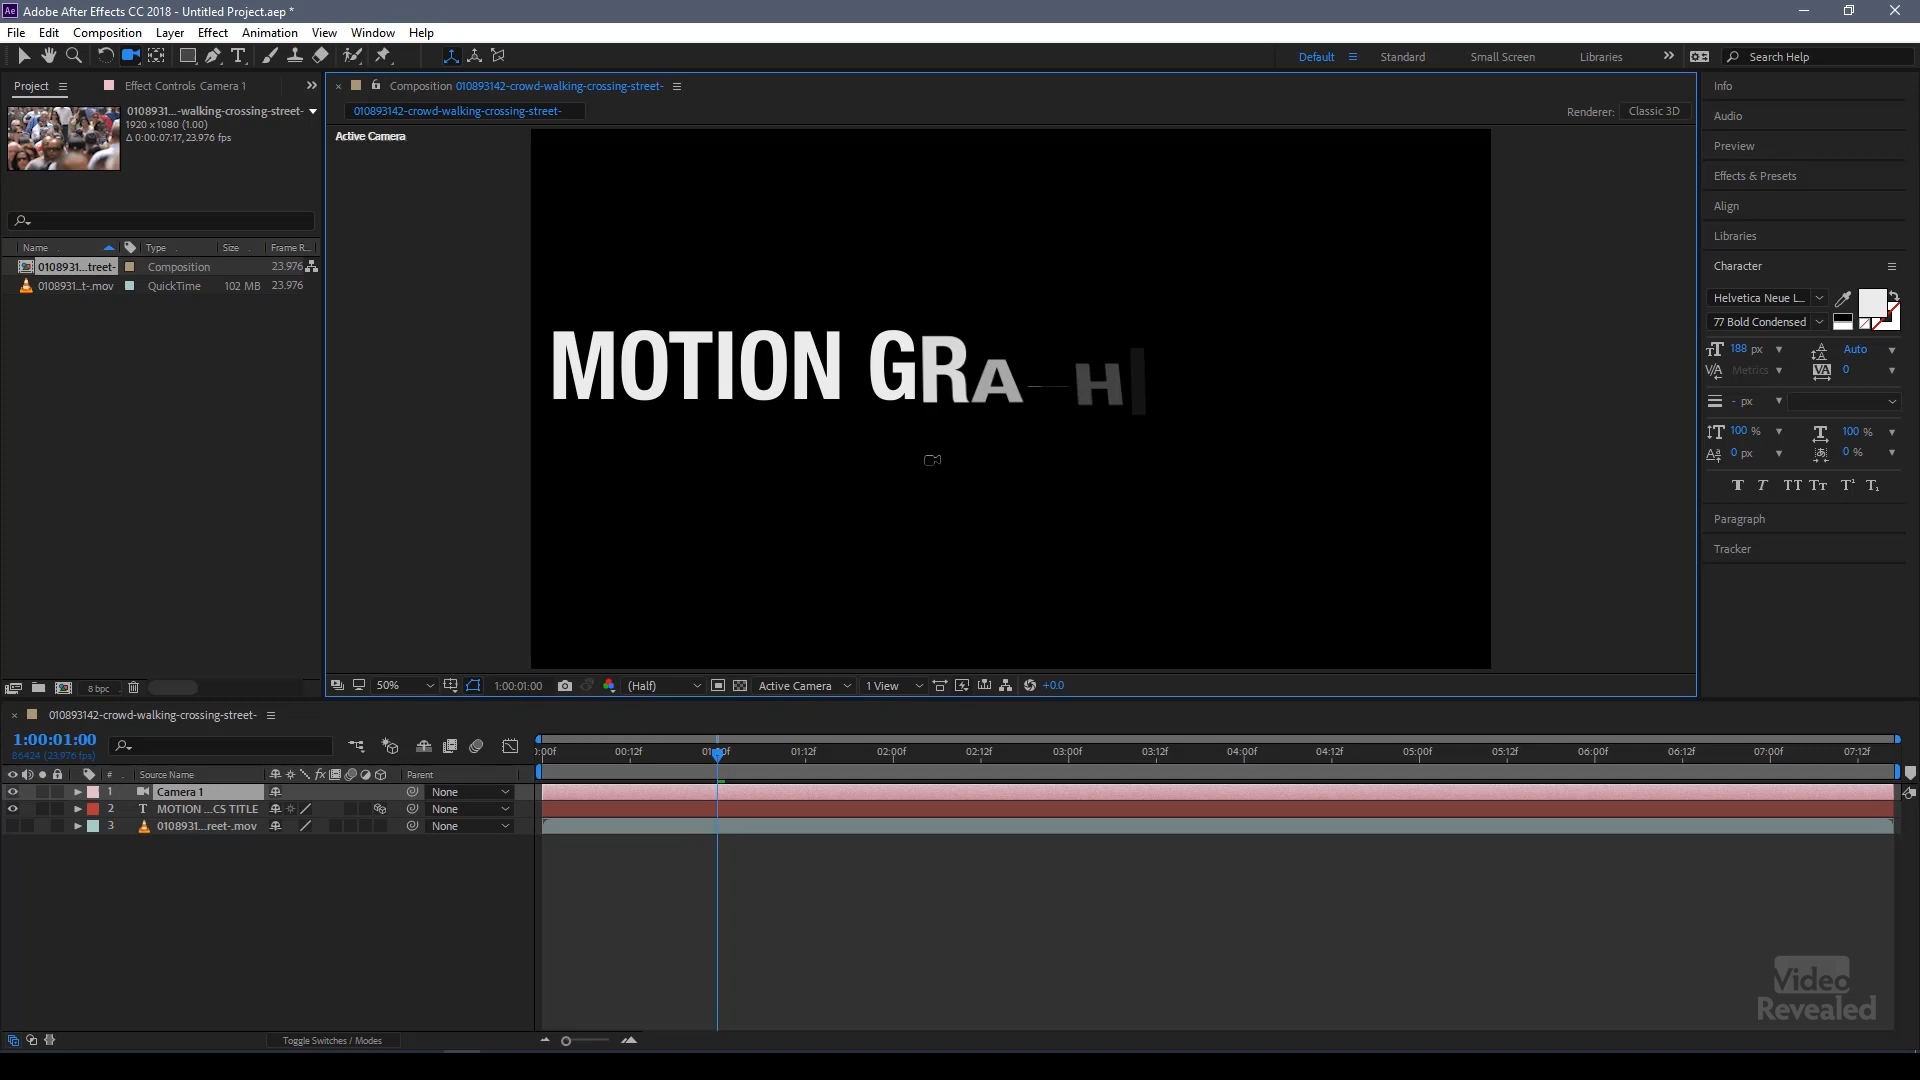 Ae Adobe After Effects CC 2018 - Untitled Project.aep *
File Edit Composition Layer Effect Animation View Window Help
Default Standard Small Screen Libraries Search Help
Project Effect Controls Camera 1
0108931...-walking-crossing-street-
1920 x 1080 (1.00)
Δ 0:00:07:17, 23.976 fps
Name Type Size Frame R...
0108931...treet- Composition 23.976
0108931...t-.mov QuickTime 102 MB 23.976
8 bpc
Composition 010893142-crowd-walking-crossing-street-
010893142-crowd-walking-crossing-street-
Renderer: Classic 3D
Active Camera
MOTION GRA H
50% 1:00:01:00 (Half) Active Camera 1 View +0.0
Info
Audio
Preview
Effects & Presets
Align
Libraries
Character
Helvetica Neue L...
77 Bold Condensed
188 px Auto
Metrics 0
- px
100 % 100 %
0 px 0 %
T T TT Tr T¹ T₁
Paragraph
Tracker
010893142-crowd-walking-crossing-street-
1:00:01:00
86424 (23.976 fps)
):00f 00:12f 01:00f 01:12f 02:00f 02:12f 03:00f 03:12f 04:00f 04:12f 05:00f 05:12f 06:00f 06:12f 07:00f 07:12f
# Source Name fx Parent
1 Camera 1 None
2 T MOTION ...CS TITLE None
3 0108931...reet-.mov None
Toggle Switches / Modes
Video
Revealed